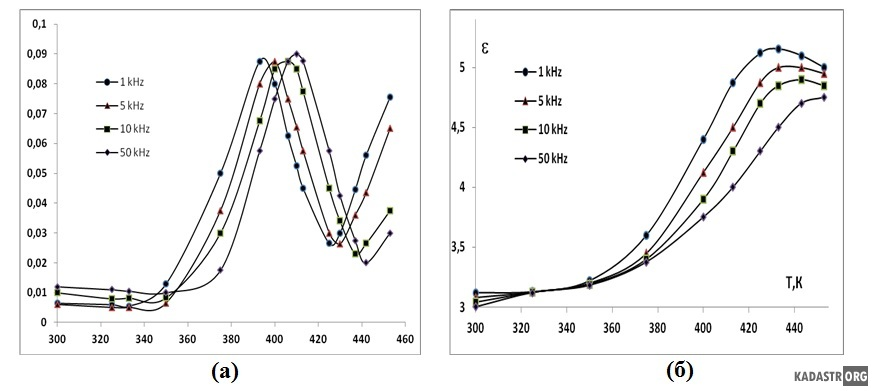 0,1
0,09
0,08
0,07
0,06
0,05
0,04
0,03
0,02
0,01
0
300 320 340 360 380 400 420 440 460
1 kHz
5 kHz
10 kHz
50 kHz
(а)
ε
5
4,5
4
3,5
3
300 320 340 360 380 400 420 440
1 kHz
5 kHz
10 kHz
50 kHz
T,K
(б)
KADASTR.ORG